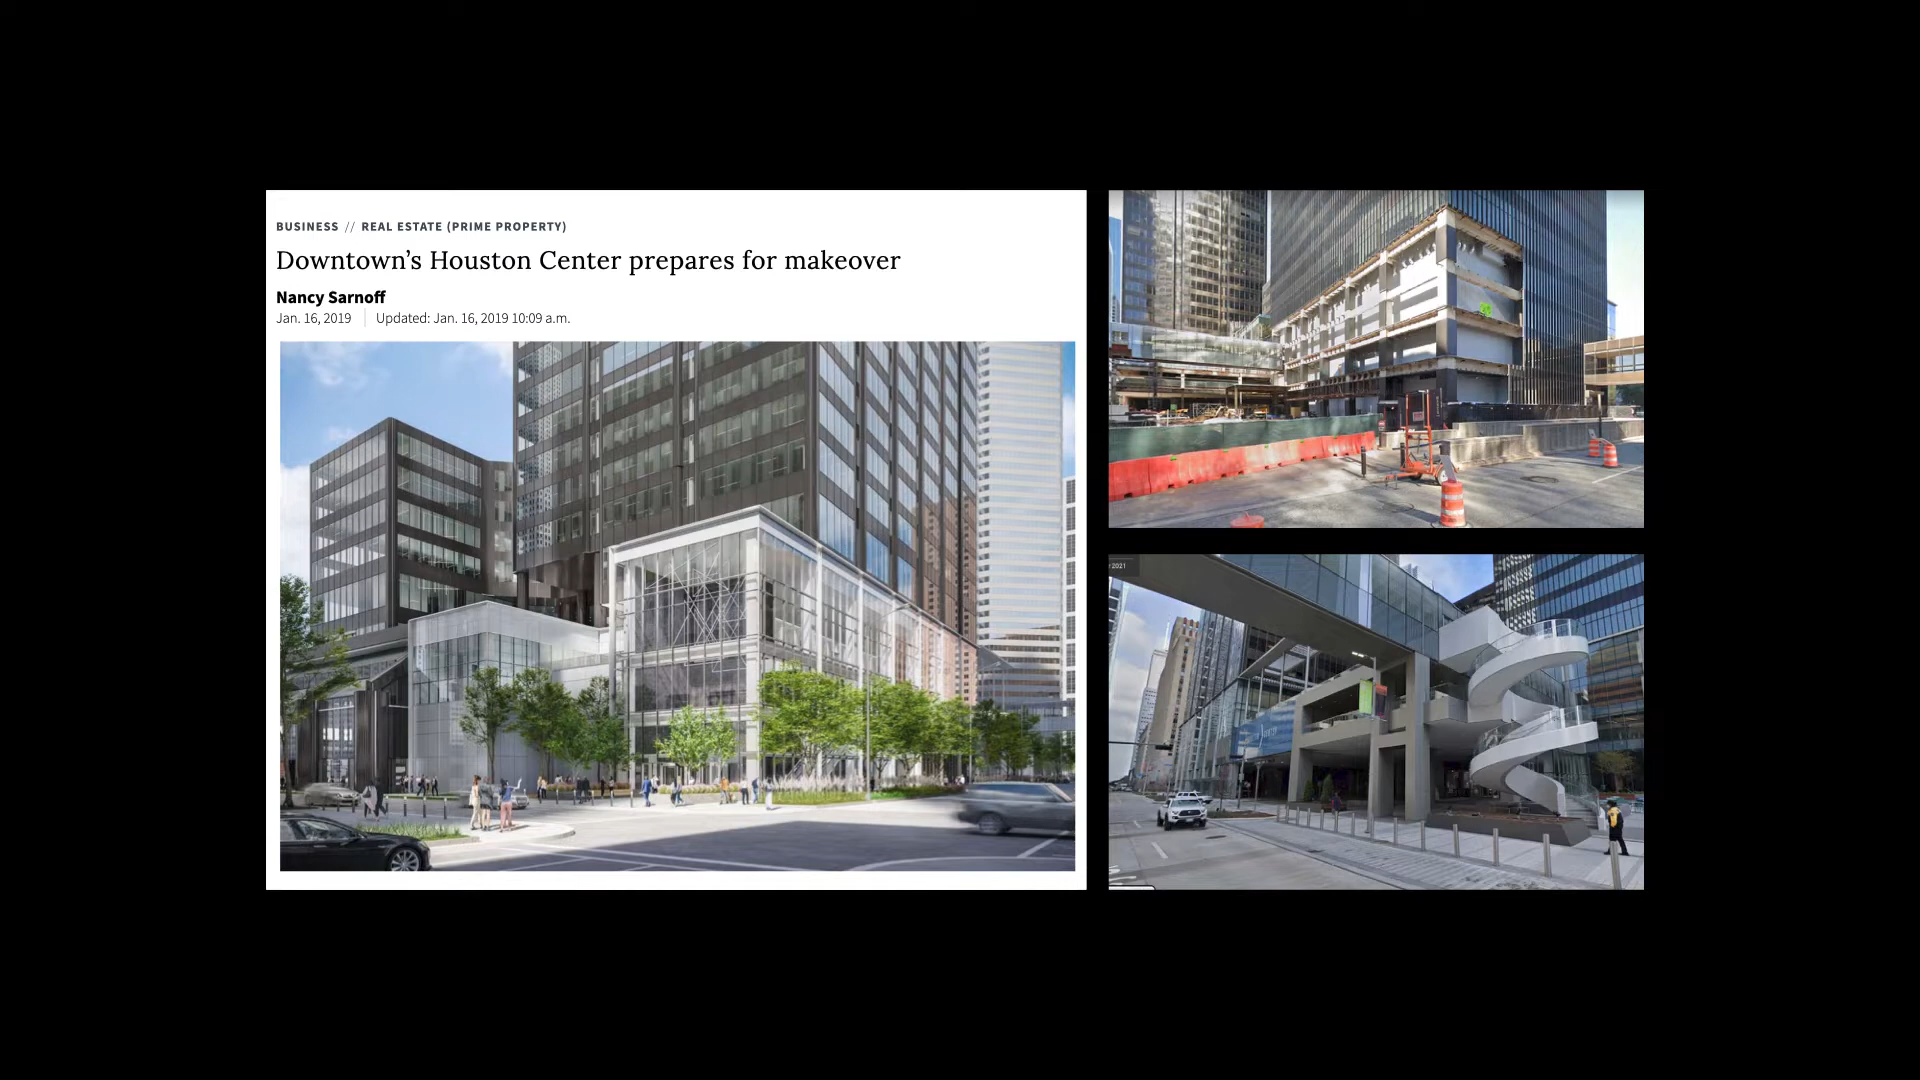 BUSINESS // REAL ESTATE (PRIME PROPERTY)
Downtown’s Houston Center prepares for makeover
Nancy Sarnoff
Jan. 16, 2019 | Updated: Jan. 16, 2019 10:09 a.m.
2021